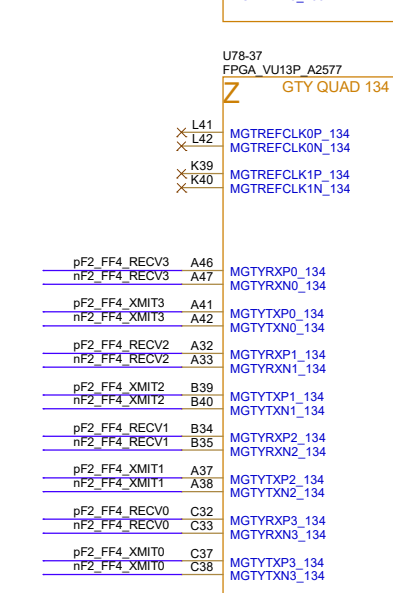 U78-37
FPGA_VU13P_A2577
Z GTY QUAD 134
L41 MGTREFCLK0P_134
L42 MGTREFCLK0N_134
K39 MGTREFCLK1P_134
K40 MGTREFCLK1N_134
pF2_FF4_RECV3 A46 MGTYRXP0_134
nF2_FF4_RECV3 A47 MGTYRXN0_134
pF2_FF4_XMIT3 A41 MGTYTXP0_134
nF2_FF4_XMIT3 A42 MGTYTXN0_134
pF2_FF4_RECV2 A32 MGTYRXP1_134
nF2_FF4_RECV2 A33 MGTYRXN1_134
pF2_FF4_XMIT2 B39 MGTYTXP1_134
nF2_FF4_XMIT2 B40 MGTYTXN1_134
pF2_FF4_RECV1 B34 MGTYRXP2_134
nF2_FF4_RECV1 B35 MGTYRXN2_134
pF2_FF4_XMIT1 A37 MGTYTXP2_134
nF2_FF4_XMIT1 A38 MGTYTXN2_134
pF2_FF4_RECV0 C32 MGTYRXP3_134
nF2_FF4_RECV0 C33 MGTYRXN3_134
pF2_FF4_XMIT0 C37 MGTYTXP3_134
nF2_FF4_XMIT0 C38 MGTYTXN3_134